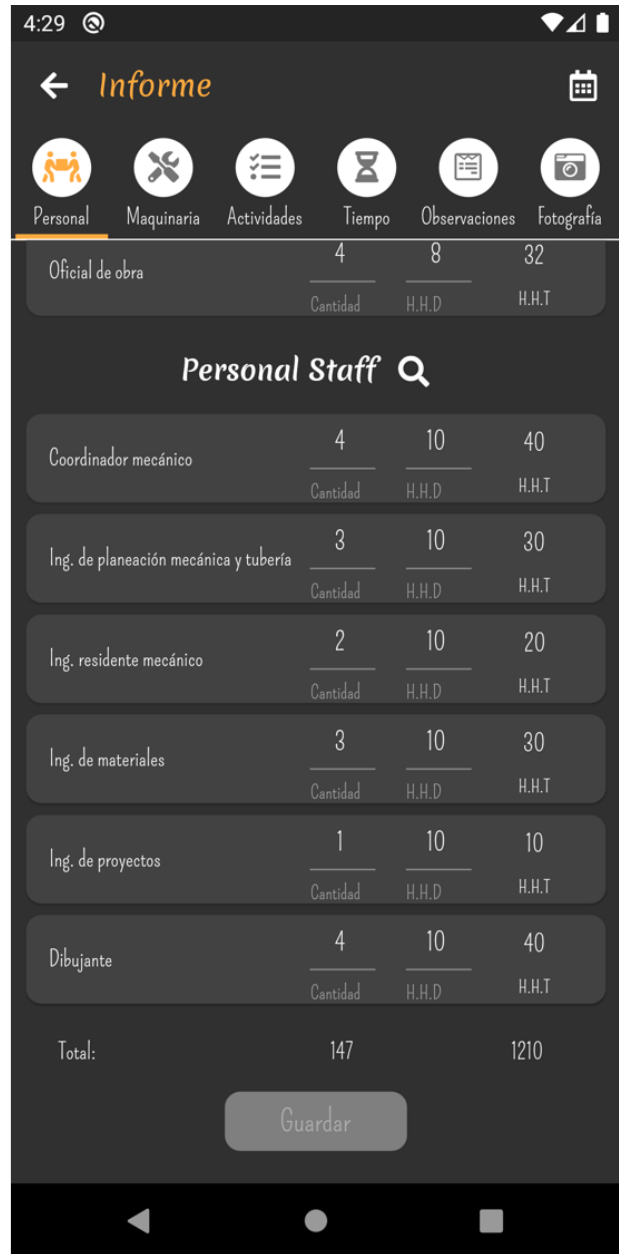 4:29
Informe
Personal Maquinaria Actividades Tiempo Observaciones Fotografía
Oficial de obra 4 8 32
Cantidad H.H.D H.H.T
Personal Staff
Coordinador mecánico 4 10 40
Cantidad H.H.D H.H.T
Ing. de planeación mecánica y tubería 3 10 30
Cantidad H.H.D H.H.T
Ing. residente mecánico 2 10 20
Cantidad H.H.D H.H.T
Ing. de materiales 3 10 30
Cantidad H.H.D H.H.T
Ing. de proyectos 1 10 10
Cantidad H.H.D H.H.T
Dibujante 4 10 40
Cantidad H.H.D H.H.T
Total: 147 1210
Guardar